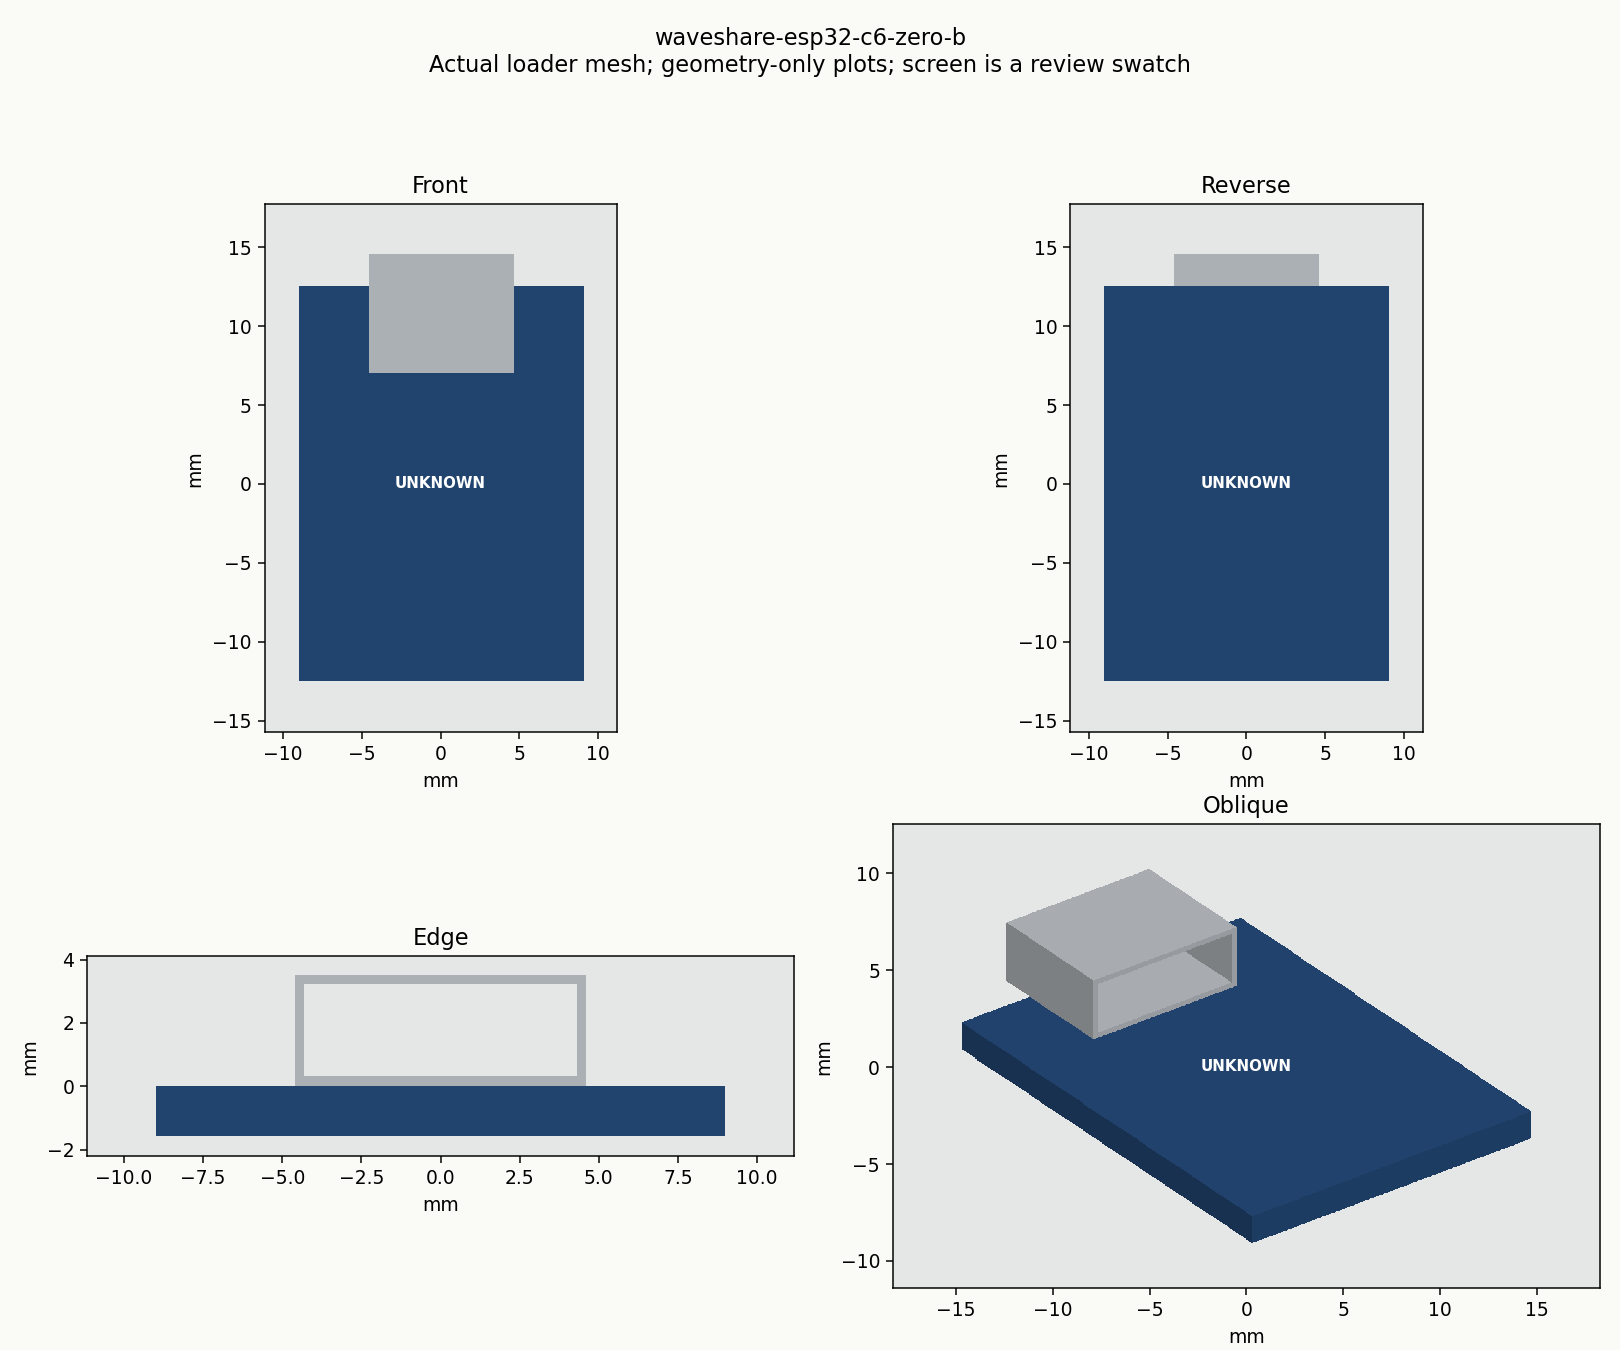 waveshare-esp32-c6-zero-b
Actual loader mesh; geometry-only plots; screen is a review swatch
Front
15
10
5
0
−5
−10
−15
mm
UNKNOWN
−10 −5 0 5 10
mm
Reverse
15
10
5
0
−5
−10
−15
mm
UNKNOWN
−10 −5 0 5 10
mm
Edge
4
2
0
−2
mm
−10.0 −7.5 −5.0 −2.5 0.0 2.5 5.0 7.5 10.0
mm
Oblique
10
5
0
−5
−10
mm
UNKNOWN
−15 −10 −5 0 5 10 15
mm